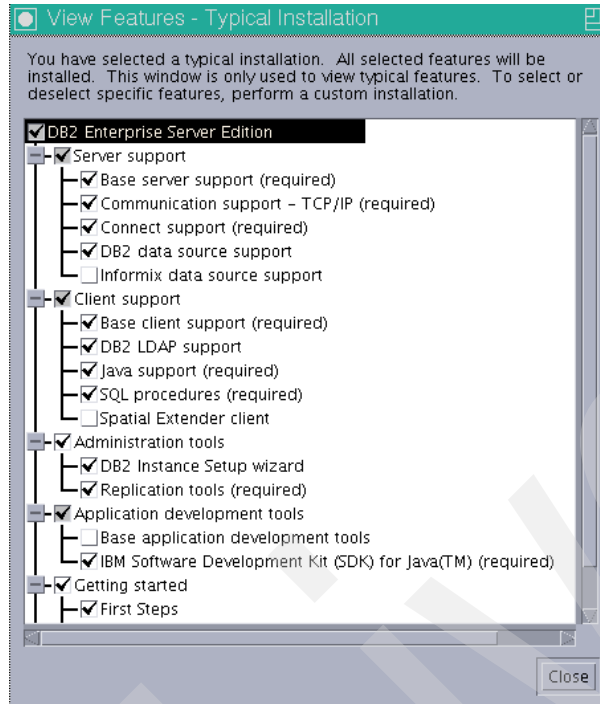 View Features - Typical Installation
You have selected a typical installation. All selected features will be
installed. This window is only used to view typical features. To select or
deselect specific features, perform a custom installation.
DB2 Enterprise Server Edition
Server support
Base server support (required)
Communication support – TCP/IP (required)
Connect support (required)
DB2 data source support
Informix data source support
Client support
Base client support (required)
DB2 LDAP support
Java support (required)
SQL procedures (required)
Spatial Extender client
Administration tools
DB2 Instance Setup wizard
Replication tools (required)
Application development tools
Base application development tools
IBM Software Development Kit (SDK) for Java(TM) (required)
Getting started
First Steps
Close